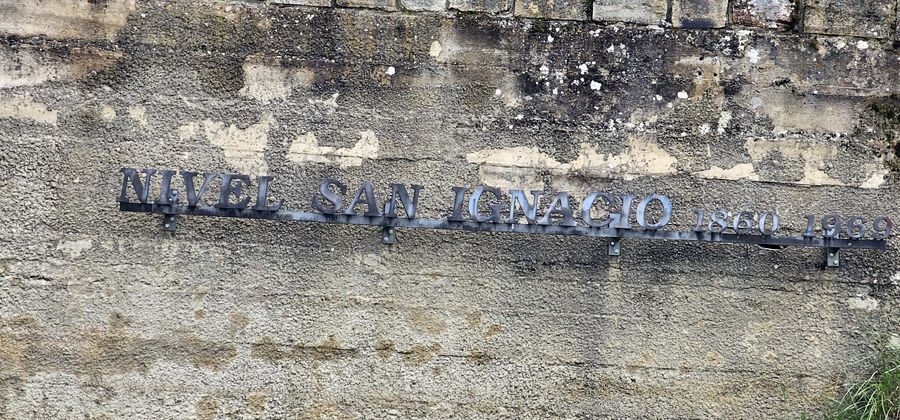 NIVEL SAN IGNACIO 1860 1969